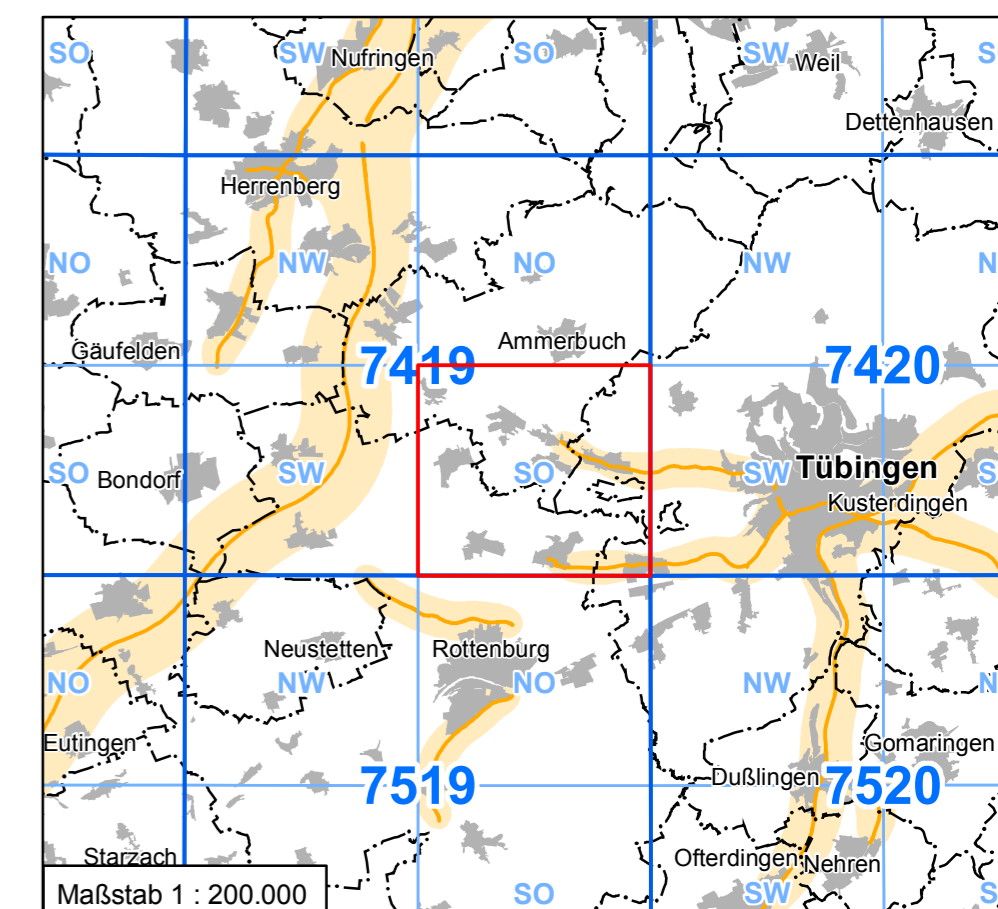 SO
SW
Nufringen
SO
SW
Weil
S
Dettenhausen
Herrenberg
NO
NW
NO
NW
N
Gäufelden
Ammerbuch
7419
7420
SO
Bondorf
SW
SO
SW
Tübingen
S
Kusterdingen
Neustetten
Rottenburg
NO
NW
NO
NW
N
Eutingen
Gomaringen
7519
Dußlingen
7520
Starzach
Ofterdingen
Nehren
Maßstab 1 : 200.000
SO
SW
S